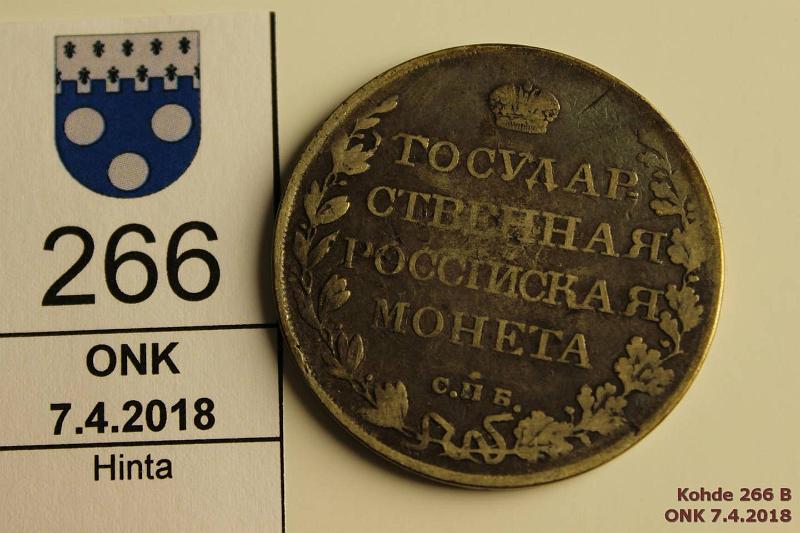 266
ONK
7.4.2018
Hinta
ГОСУДАР
СТВЕННАЯ
РОССІЙСКАЯ
МОНЕТА
С.П.Б.
Kohde 266 B
ONK 7.4.2018